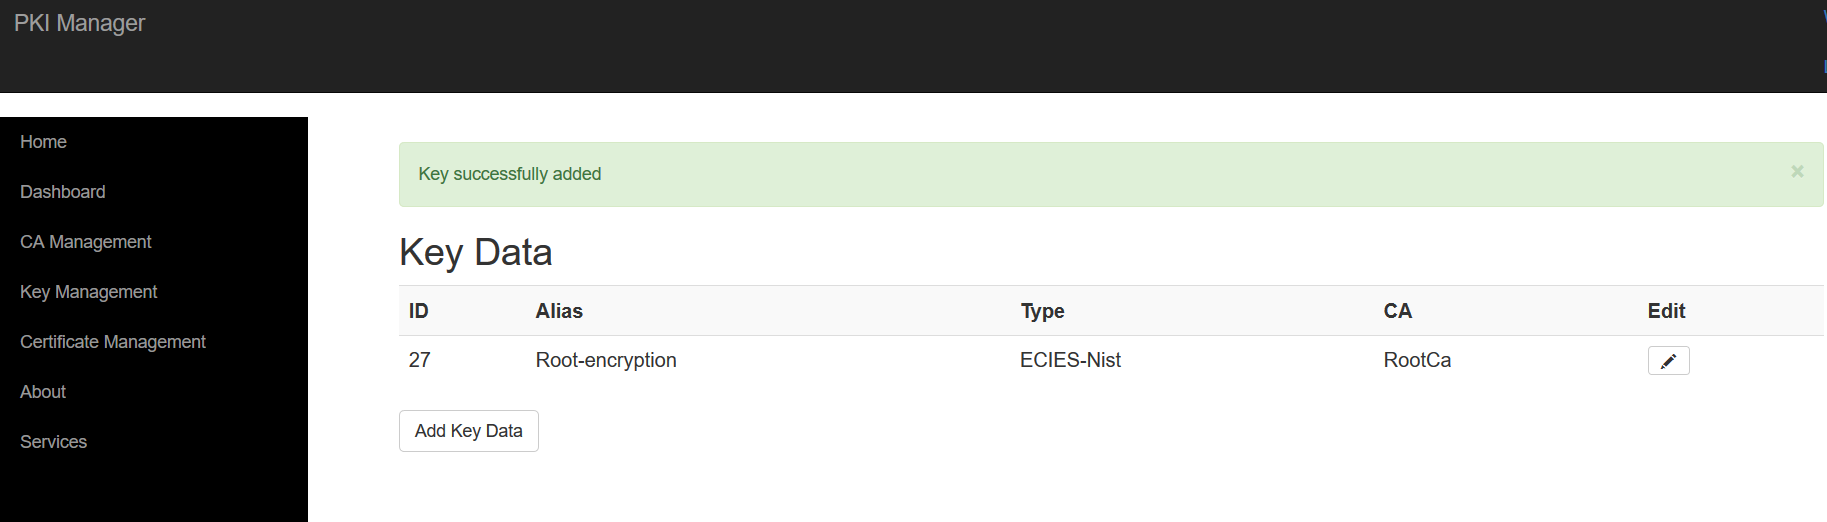 PKI Manager
Home
Dashboard
CA Management
Key Management
Certificate Management
About
Services
Key successfully added
×
Key Data
ID Alias Type CA Edit
27 Root-encryption ECIES-Nist RootCa
Add Key Data